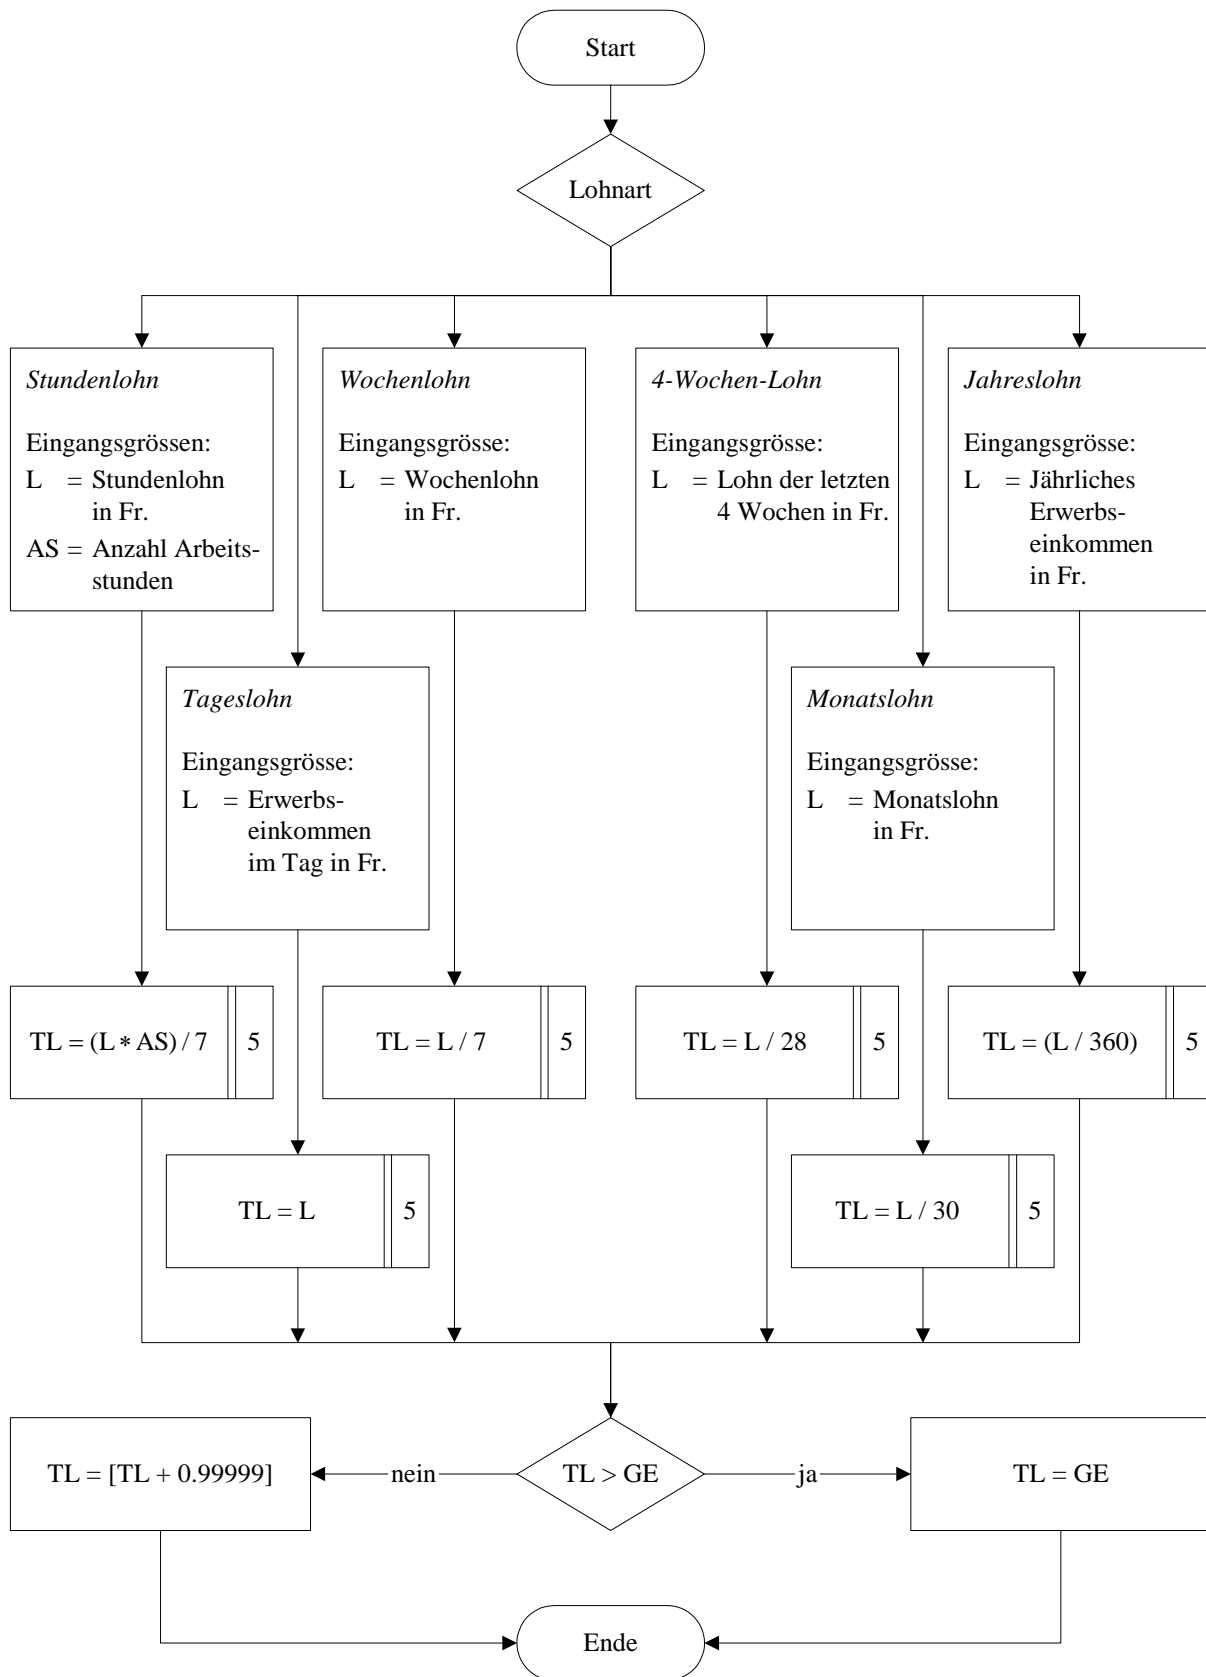 Start
Lohnart
Stundenlohn
Eingangsgrössen:
L = Stundenlohn
in Fr.
AS = Anzahl Arbeits-
stunden
Wochenlohn
Eingangsgrösse:
L = Wochenlohn
in Fr.
4-Wochen-Lohn
Eingangsgrösse:
L = Lohn der letzten
4 Wochen in Fr.
Jahreslohn
Eingangsgrösse:
L = Jährliches
Erwerbs-
einkommen
in Fr.
Tageslohn
Eingangsgrösse:
L = Erwerbs-
einkommen
im Tag in Fr.
Monatslohn
Eingangsgrösse:
L = Monatslohn
in Fr.
TL = (L * AS) / 7 5
TL = L / 7 5
TL = L / 28 5
TL = (L / 360) 5
TL = L 5
TL = L / 30 5
TL = [TL + 0.99999]
nein
TL > GE
ja
TL = GE
Ende